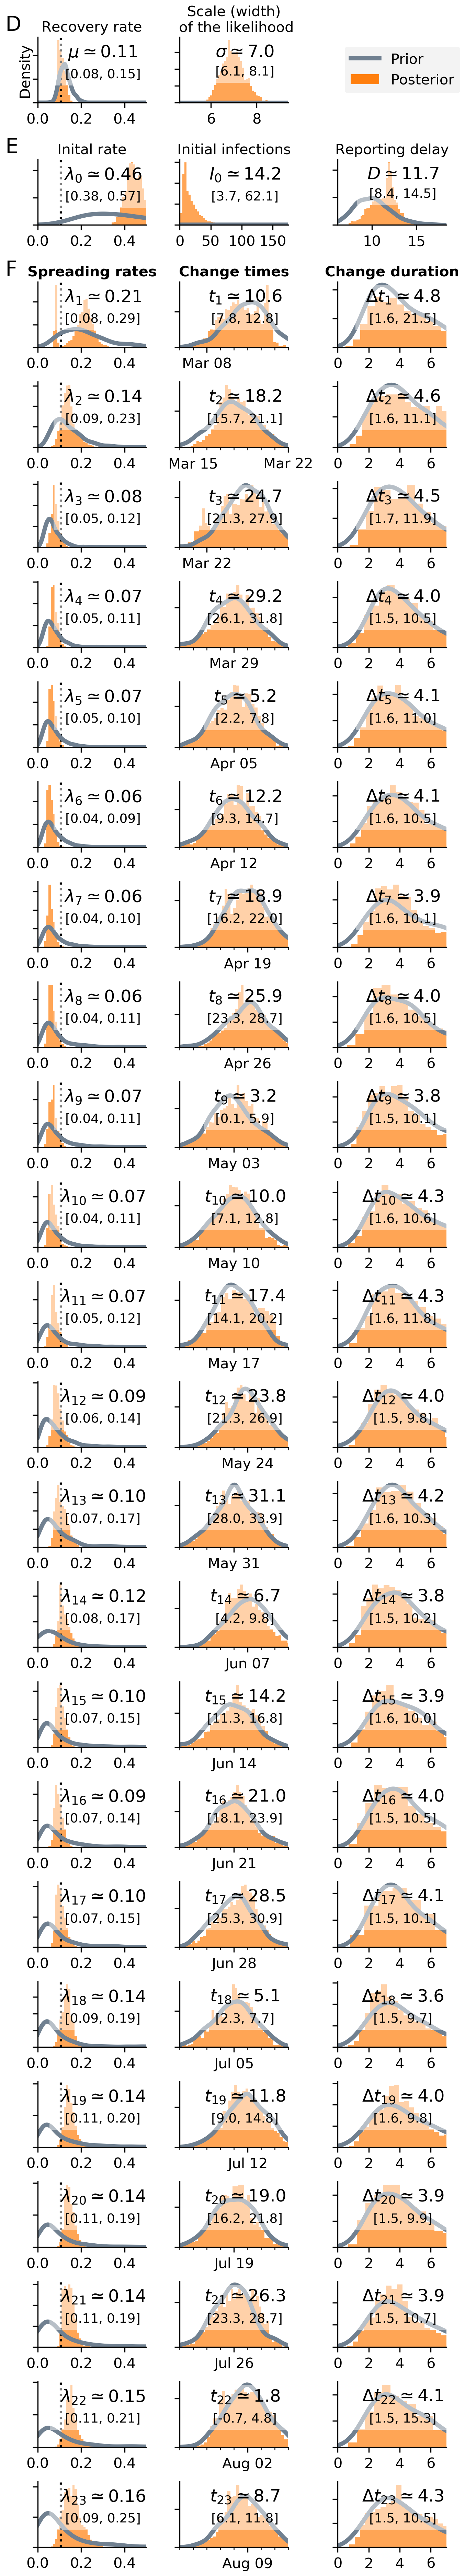 D
Recovery rate
Scale (width)
of the likelihood
Density
μ ≃ 0.11
[0.08, 0.15]
σ ≃ 7.0
[6.1, 8.1]
Prior
Posterior
0.0 0.2 0.4
6 8
E
Inital rate
Initial infections
Reporting delay
λ0 ≃ 0.46
[0.38, 0.57]
I0 ≃ 14.2
[3.7, 62.1]
D ≃ 11.7
[8.4, 14.5]
0.0 0.2 0.4
0 50 100 150
10 15
F
Spreading rates
Change times
Change duration
λ1 ≃ 0.21
[0.08, 0.29]
t1 ≃ 10.6
[7.8, 12.8]
Δt1 ≃ 4.8
[1.6, 21.5]
0.0 0.2 0.4
Mar 08
0 2 4 6
λ2 ≃ 0.14
[0.09, 0.23]
t2 ≃ 18.2
[15.7, 21.1]
Δt2 ≃ 4.6
[1.6, 11.1]
0.0 0.2 0.4
Mar 15 Mar 22
0 2 4 6
λ3 ≃ 0.08
[0.05, 0.12]
t3 ≃ 24.7
[21.3, 27.9]
Δt3 ≃ 4.5
[1.7, 11.9]
0.0 0.2 0.4
Mar 22
0 2 4 6
λ4 ≃ 0.07
[0.05, 0.11]
t4 ≃ 29.2
[26.1, 31.8]
Δt4 ≃ 4.0
[1.5, 10.5]
0.0 0.2 0.4
Mar 29
0 2 4 6
λ5 ≃ 0.07
[0.05, 0.10]
t5 ≃ 5.2
[2.2, 7.8]
Δt5 ≃ 4.1
[1.6, 11.0]
0.0 0.2 0.4
Apr 05
0 2 4 6
λ6 ≃ 0.06
[0.04, 0.09]
t6 ≃ 12.2
[9.3, 14.7]
Δt6 ≃ 4.1
[1.6, 10.5]
0.0 0.2 0.4
Apr 12
0 2 4 6
λ7 ≃ 0.06
[0.04, 0.10]
t7 ≃ 18.9
[16.2, 22.0]
Δt7 ≃ 3.9
[1.6, 10.1]
0.0 0.2 0.4
Apr 19
0 2 4 6
λ8 ≃ 0.06
[0.04, 0.11]
t8 ≃ 25.9
[23.3, 28.7]
Δt8 ≃ 4.0
[1.6, 10.5]
0.0 0.2 0.4
Apr 26
0 2 4 6
λ9 ≃ 0.07
[0.04, 0.11]
t9 ≃ 3.2
[0.1, 5.9]
Δt9 ≃ 3.8
[1.5, 10.1]
0.0 0.2 0.4
May 03
0 2 4 6
λ10 ≃ 0.07
[0.04, 0.11]
t10 ≃ 10.0
[7.1, 12.8]
Δt10 ≃ 4.3
[1.6, 10.6]
0.0 0.2 0.4
May 10
0 2 4 6
λ11 ≃ 0.07
[0.05, 0.12]
t11 ≃ 17.4
[14.1, 20.2]
Δt11 ≃ 4.3
[1.6, 11.8]
0.0 0.2 0.4
May 17
0 2 4 6
λ12 ≃ 0.09
[0.06, 0.14]
t12 ≃ 23.8
[21.3, 26.9]
Δt12 ≃ 4.0
[1.5, 9.8]
0.0 0.2 0.4
May 24
0 2 4 6
λ13 ≃ 0.10
[0.07, 0.17]
t13 ≃ 31.1
[28.0, 33.9]
Δt13 ≃ 4.2
[1.6, 10.3]
0.0 0.2 0.4
May 31
0 2 4 6
λ14 ≃ 0.12
[0.08, 0.17]
t14 ≃ 6.7
[4.2, 9.8]
Δt14 ≃ 3.8
[1.5, 10.2]
0.0 0.2 0.4
Jun 07
0 2 4 6
λ15 ≃ 0.10
[0.07, 0.15]
t15 ≃ 14.2
[11.3, 16.8]
Δt15 ≃ 3.9
[1.6, 10.0]
0.0 0.2 0.4
Jun 14
0 2 4 6
λ16 ≃ 0.09
[0.07, 0.14]
t16 ≃ 21.0
[18.1, 23.9]
Δt16 ≃ 4.0
[1.5, 10.5]
0.0 0.2 0.4
Jun 21
0 2 4 6
λ17 ≃ 0.10
[0.07, 0.15]
t17 ≃ 28.5
[25.3, 30.9]
Δt17 ≃ 4.1
[1.5, 10.1]
0.0 0.2 0.4
Jun 28
0 2 4 6
λ18 ≃ 0.14
[0.09, 0.19]
t18 ≃ 5.1
[2.3, 7.7]
Δt18 ≃ 3.6
[1.5, 9.7]
0.0 0.2 0.4
Jul 05
0 2 4 6
λ19 ≃ 0.14
[0.11, 0.20]
t19 ≃ 11.8
[9.0, 14.8]
Δt19 ≃ 4.0
[1.6, 9.8]
0.0 0.2 0.4
Jul 12
0 2 4 6
λ20 ≃ 0.14
[0.11, 0.19]
t20 ≃ 19.0
[16.2, 21.8]
Δt20 ≃ 3.9
[1.5, 9.9]
0.0 0.2 0.4
Jul 19
0 2 4 6
λ21 ≃ 0.14
[0.11, 0.19]
t21 ≃ 26.3
[23.3, 28.7]
Δt21 ≃ 3.9
[1.5, 10.7]
0.0 0.2 0.4
Jul 26
0 2 4 6
λ22 ≃ 0.15
[0.11, 0.21]
t22 ≃ 1.8
[-0.7, 4.8]
Δt22 ≃ 4.1
[1.5, 15.3]
0.0 0.2 0.4
Aug 02
0 2 4 6
λ23 ≃ 0.16
[0.09, 0.25]
t23 ≃ 8.7
[6.1, 11.8]
Δt23 ≃ 4.3
[1.5, 10.5]
0.0 0.2 0.4
Aug 09
0 2 4 6